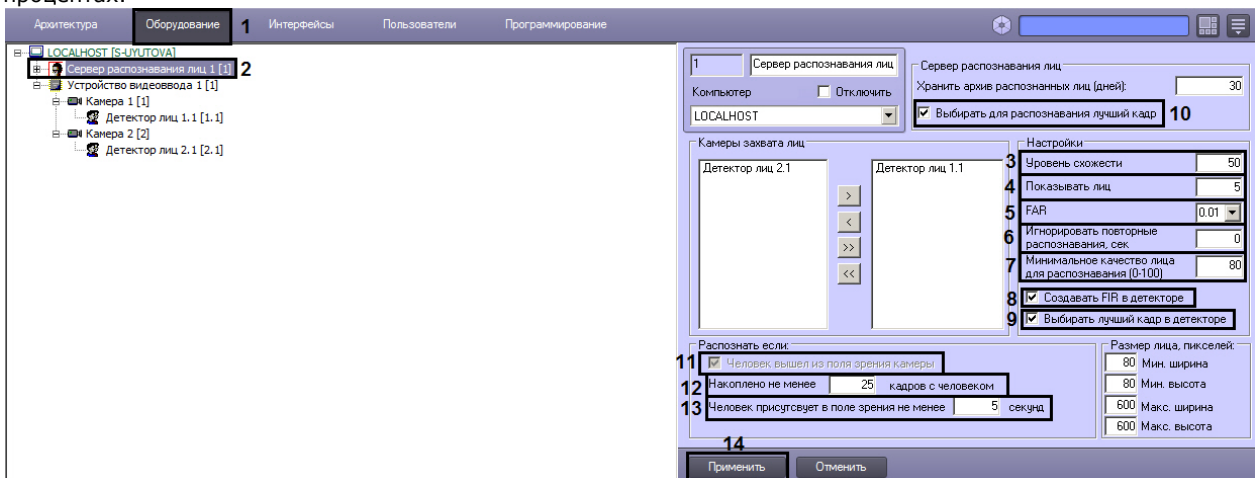 процентах.
Архитектура Оборудование 1 Интерфейсы Пользователи Программирование
LOCALHOST [S-UYUTOVA]
Сервер распознавания лиц 1 [1] 2
Устройство видеоввода 1 [1]
Камера 1 [1]
Детектор лиц 1.1 [1.1]
Камера 2 [2]
Детектор лиц 2.1 [2.1]
1 Сервер распознавания лиц
Компьютер Отключить
LOCALHOST
Сервер распознавания лиц
Хранить архив распознанных лиц (дней): 30
Выбирать для распознавания лучший кадр 10
Камеры захвата лиц
Детектор лиц 2.1
>
<
>>
<<
Детектор лиц 1.1
Настройки
3 Уровень схожести 50
4 Показывать лиц 5
5 FAR 0.01
6 Игнорировать повторные распознавания, сек 0
7 Минимальное качество лица для распознавания (0-100) 80
8 Создавать FIR в детекторе
9 Выбирать лучший кадр в детекторе
Распознать если:
11 Человек вышел из поля зрения камеры
12 Накоплено не менее 25 кадров с человеком
13 Человек присутсвует в поле зрения не менее 5 секунд
Размер лица, пикселей:
80 Мин. ширина
80 Мин. высота
600 Макс. ширина
600 Макс. высота
14
Применить Отменить